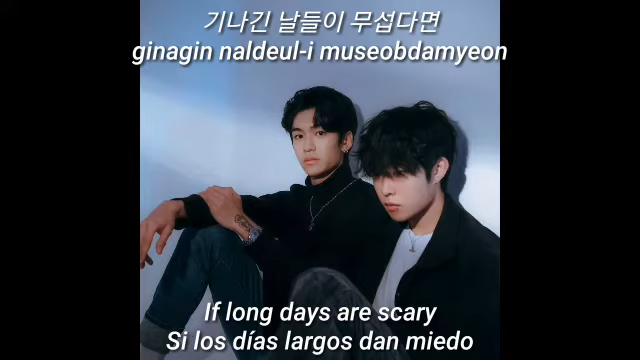 기나긴 날들이 무섭다면
ginagin naldeul-i museobdamyeon
If long days are scary
Si los días largos dan miedo